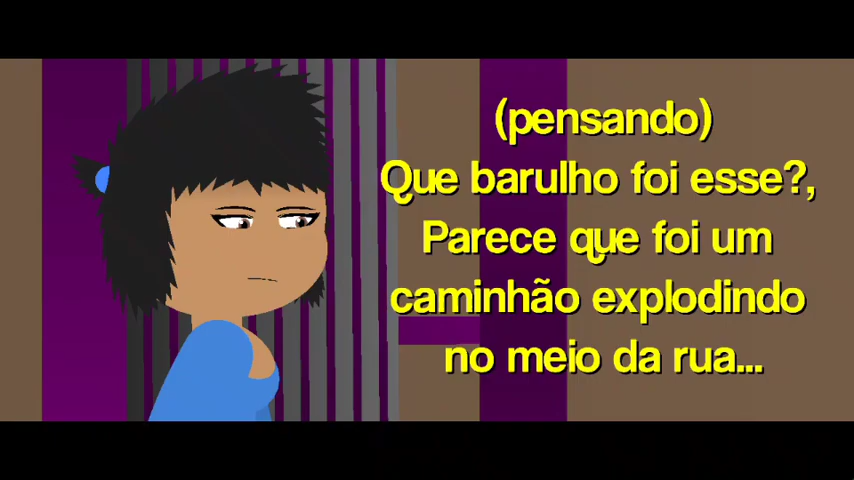 (pensando)
Que barulho foi esse?,
Parece que foi um
caminhão explodindo
no meio da rua...